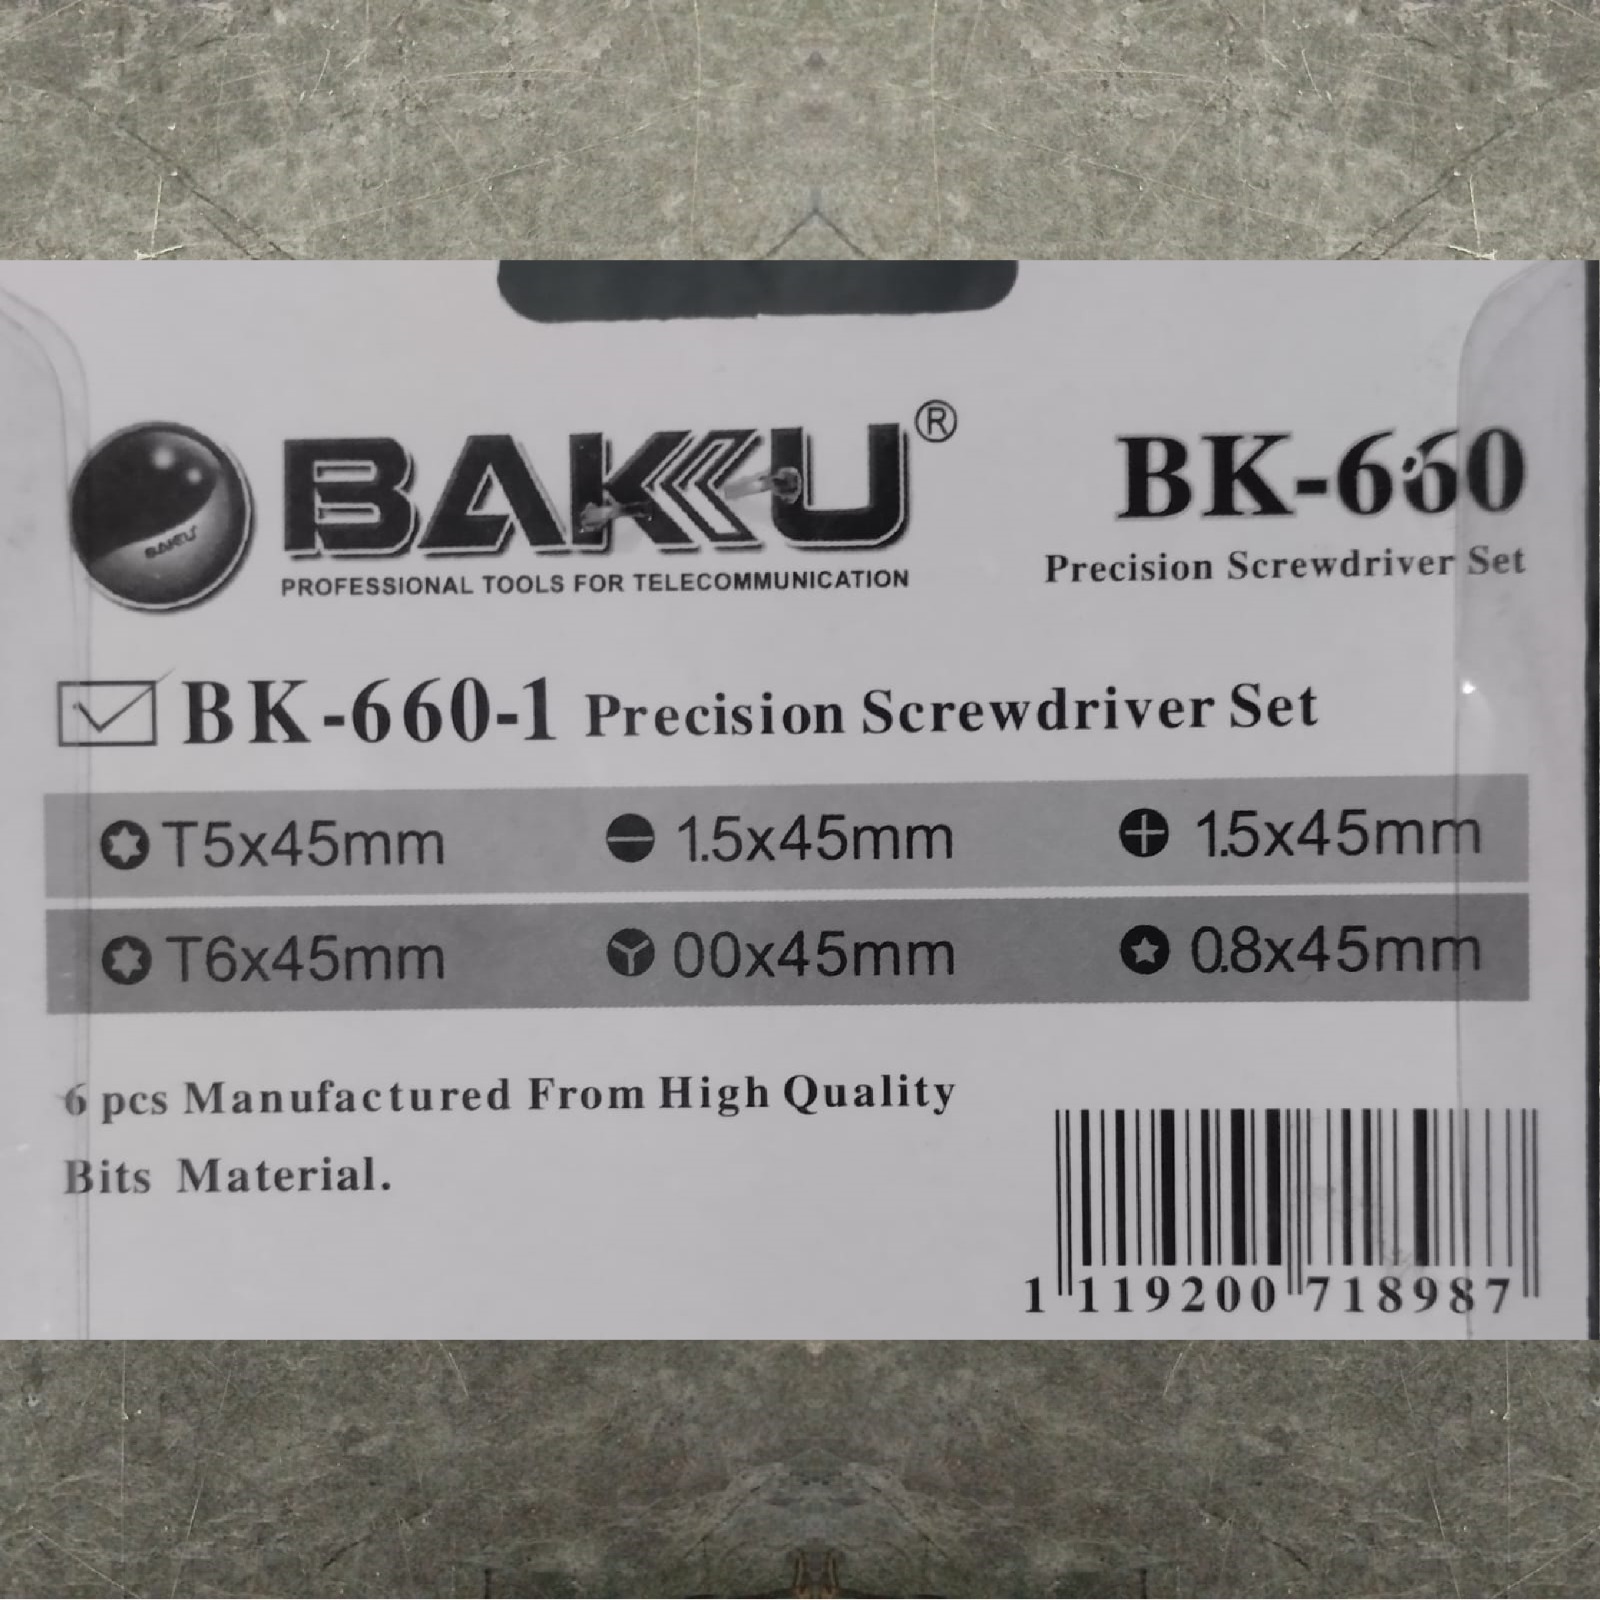 BAKU®
BAKU
PROFESSIONAL TOOLS FOR TELECOMMUNICATION
BK-660
Precision Screwdriver Set
BK-660-1 Precision Screwdriver Set
T5x45mm 1.5x45mm 1.5x45mm
T6x45mm 00x45mm 0.8x45mm
6 pcs Manufactured From High Quality
Bits Material.
1 119200 718987